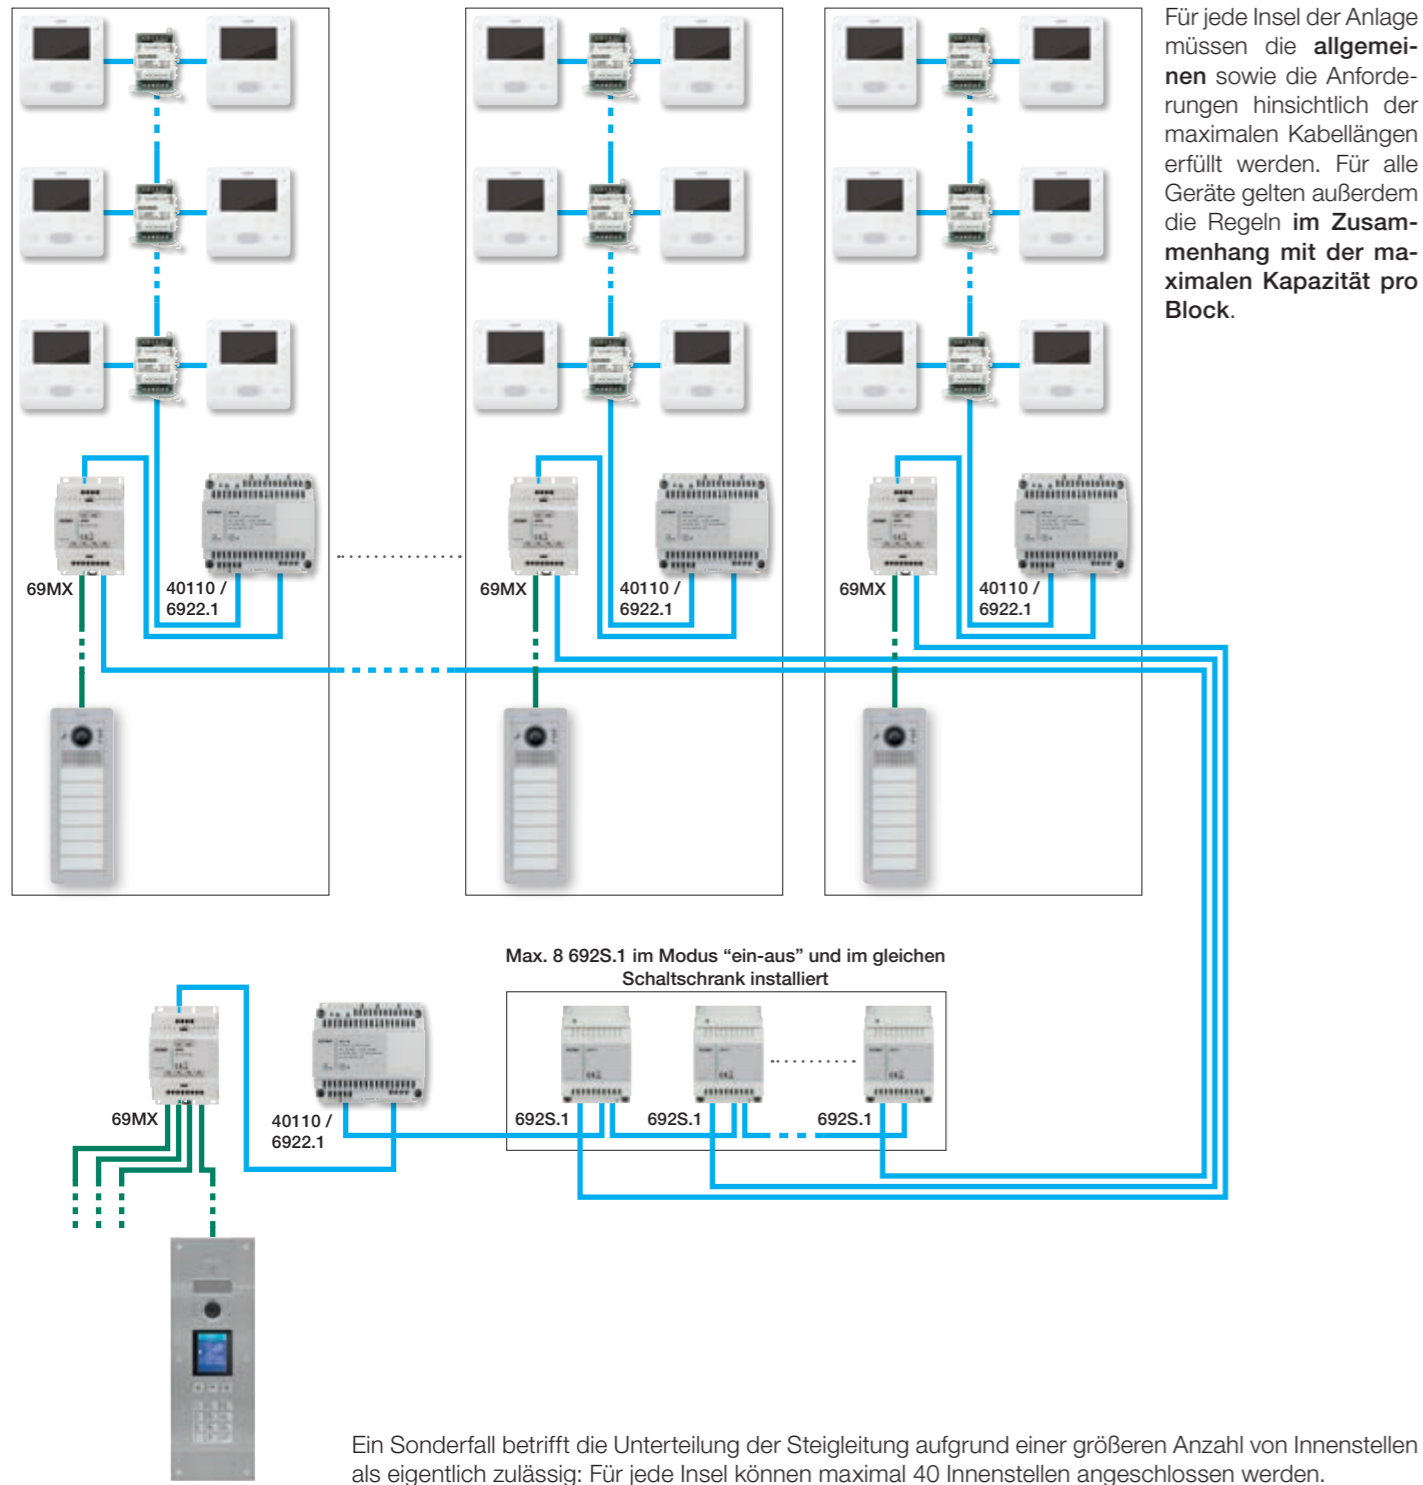 Für jede Insel der Anlage
müssen die allgemei-
nen sowie die Anforde-
rungen hinsichtlich der
maximalen Kabellängen
erfüllt werden. Für alle
Geräte gelten außerdem
die Regeln im Zusam-
menhang mit der ma-
ximalen Kapazität pro
Block.
69MX
40110 /
6922.1
69MX
40110 /
6922.1
69MX
40110 /
6922.1
Max. 8 692S.1 im Modus “ein-aus” und im gleichen
Schaltschrank installiert
69MX
40110 /
6922.1
692S.1
692S.1
692S.1
Ein Sonderfall betrifft die Unterteilung der Steigleitung aufgrund einer größeren Anzahl von Innenstellen
als eigentlich zulässig: Für jede Insel können maximal 40 Innenstellen angeschlossen werden.